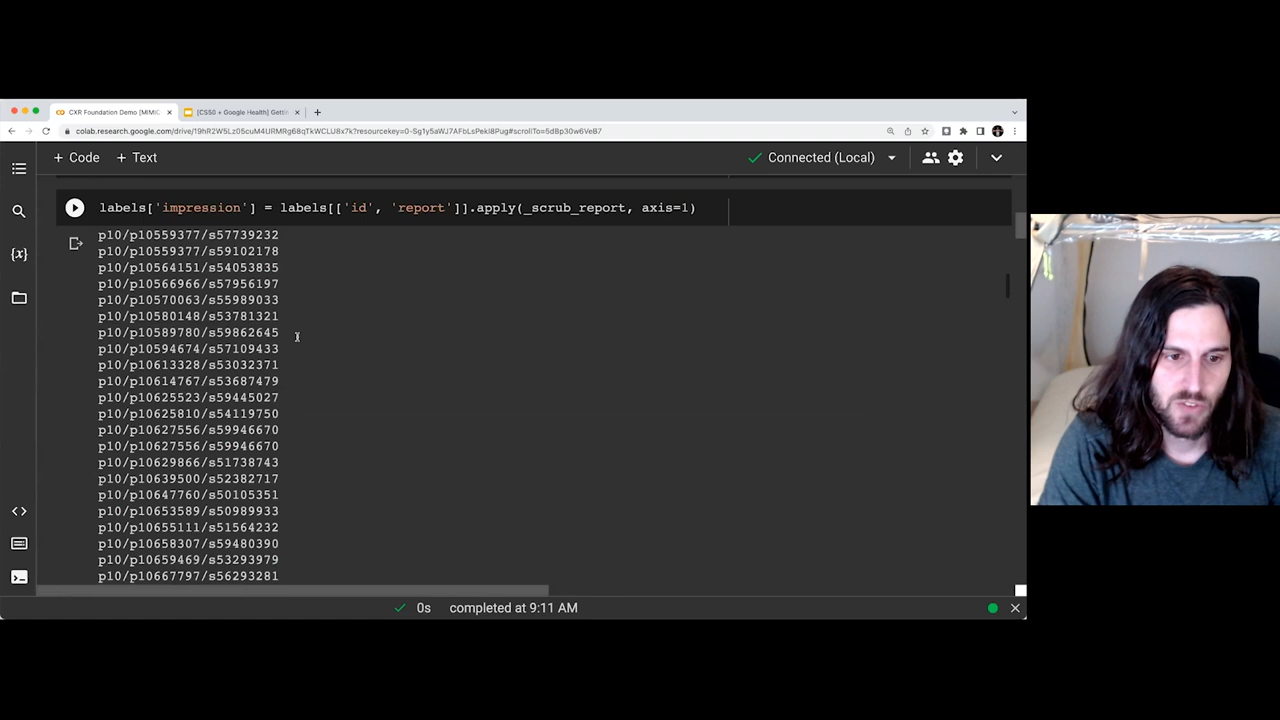 CXR Foundation Demo [MIMIC
[CS50 + Google Health] Getti
colab.research.google.com/drive/19hR2W5Lz05cuM4URMRg68qTkWCLiJ8x7k?resourcekey=0-Sg1y5aWJ7AFbLsPekI8Pug#scrollTo=5dBp30w6VeB7
+ Code + Text
Connected (Local)
labels['impression'] = labels[['id', 'report']].apply(_scrub_report, axis=1)
p10/p10559377/s57739232
p10/p10559377/s59102178
p10/p10564151/s54053835
p10/p10566966/s57956197
p10/p10570063/s55989033
p10/p10580148/s53781321
p10/p10589780/s59862645
p10/p10594674/s57109433
p10/p10613328/s53032371
p10/p10614767/s53687479
p10/p10625523/s59445027
p10/p10625810/s54119750
p10/p10627556/s59946670
p10/p10627556/s59946670
p10/p10629866/s51738743
p10/p10639500/s52382717
p10/p10647760/s50105351
p10/p10653589/s50989933
p10/p10655111/s51564232
p10/p10658307/s59480390
p10/p10659469/s53293979
p10/p10667797/s56293281
0s completed at 9:11 AM